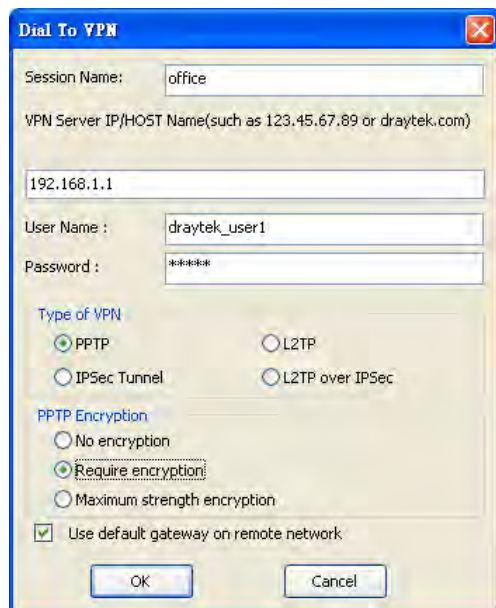 Dial To VPN
Session Name: office
VPN Server IP/HOST Name(such as 123.45.67.89 or draytek.com)
192.168.1.1
User Name : draytek_user1
Password : *****
Type of VPN
PPTP L2TP
IPSec Tunnel L2TP over IPSec
PPTP Encryption
No encryption
Require encryption
Maximum strength encryption
Use default gateway on remote network
OK Cancel